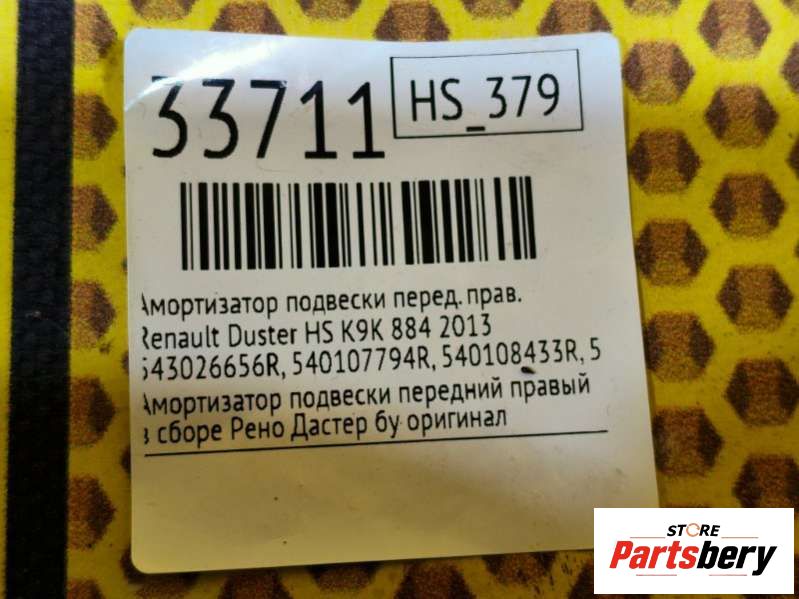 33711
HS_379
Амортизатор подвески перед. прав.
Renault Duster HS K9K 884 2013
543026656R, 540107794R, 540108433R, 5
Амортизатор подвески передний правый
в сборе Рено Дастер бу оригинал
STORE
Partsbery